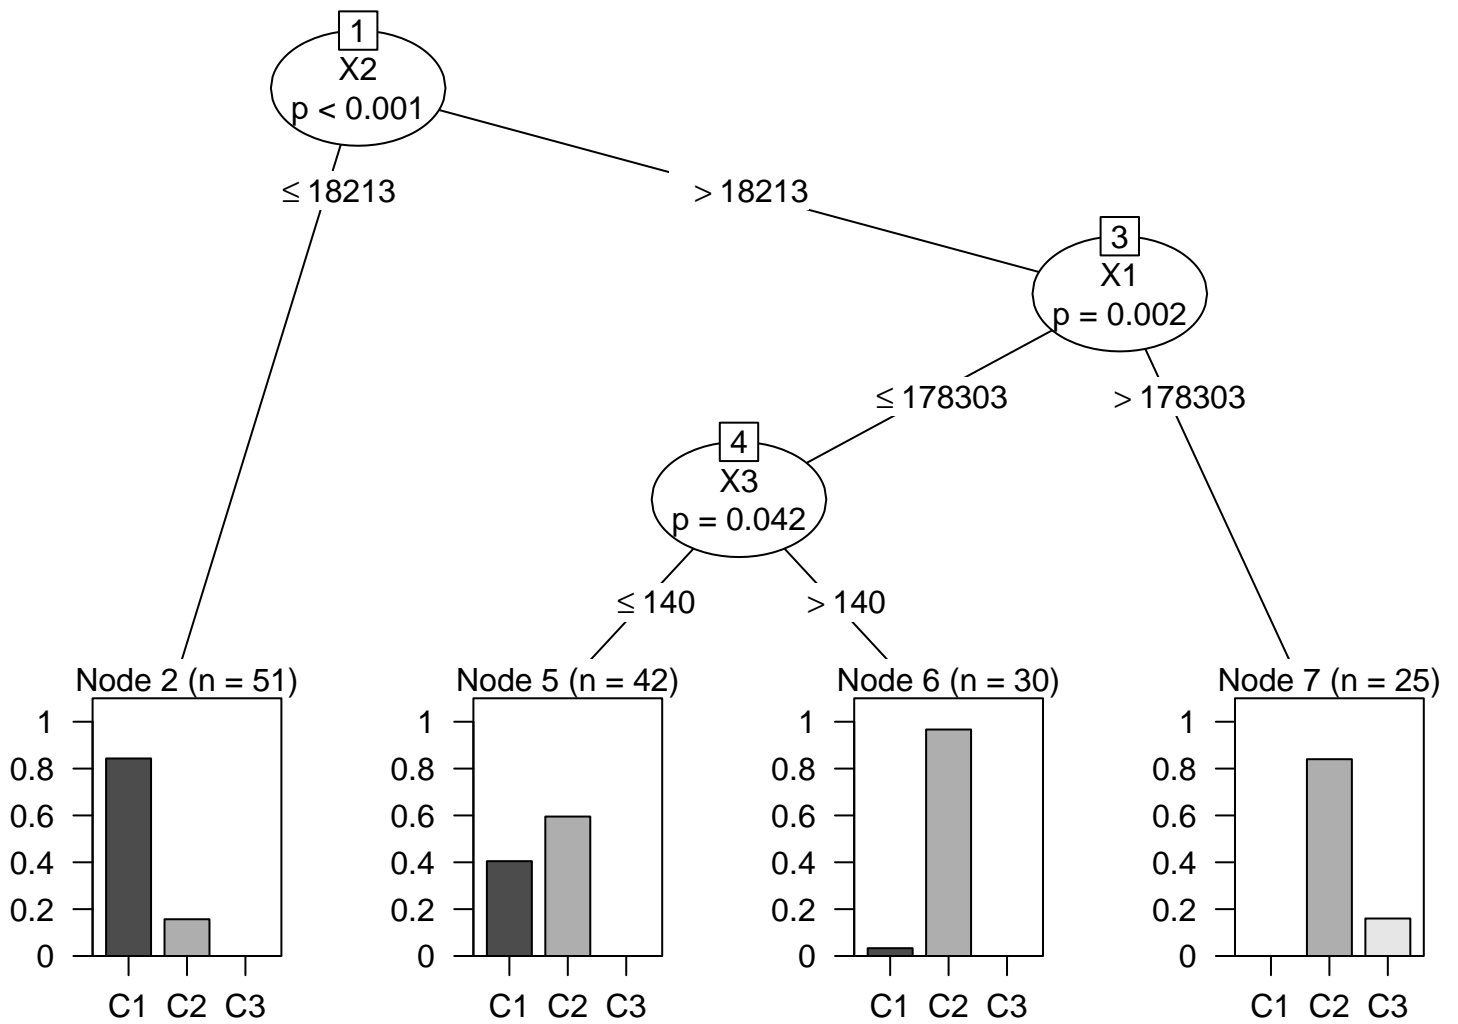 1
X2
p < 0.001
≤ 18213
> 18213
3
X1
p = 0.002
≤ 178303
> 178303
4
X3
p = 0.042
≤ 140
> 140
Node 2 (n = 51)
1
0.8
0.6
0.4
0.2
0
C1 C2 C3
Node 5 (n = 42)
1
0.8
0.6
0.4
0.2
0
C1 C2 C3
Node 6 (n = 30)
1
0.8
0.6
0.4
0.2
0
C1 C2 C3
Node 7 (n = 25)
1
0.8
0.6
0.4
0.2
0
C1 C2 C3